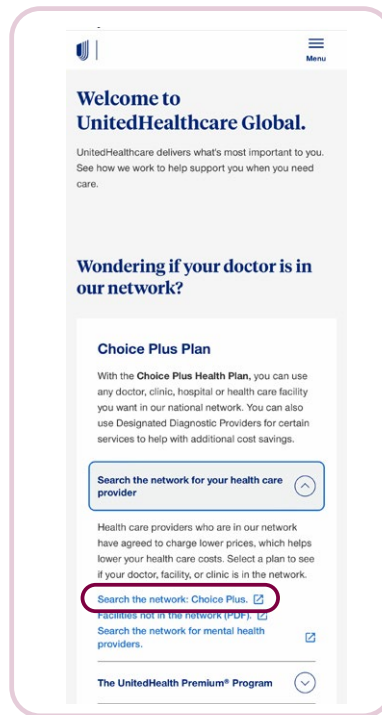 Menu
Welcome to
UnitedHealthcare Global.
UnitedHealthcare delivers what's most important to you.
See how we work to help support you when you need
care.
Wondering if your doctor is in
our network?
Choice Plus Plan
With the Choice Plus Health Plan, you can use
any doctor, clinic, hospital or health care facility
you want in our national network. You can also
use Designated Diagnostic Providers for certain
services to help with additional cost savings.
Search the network for your health care
provider
Health care providers who are in our network
have agreed to charge lower prices, which helps
lower your health care costs. Select a plan to see
if your doctor, facility, or clinic is in the network.
Search the network: Choice Plus.
Facilities not in the network (PDF).
Search the network for mental health
providers.
The UnitedHealth Premium® Program